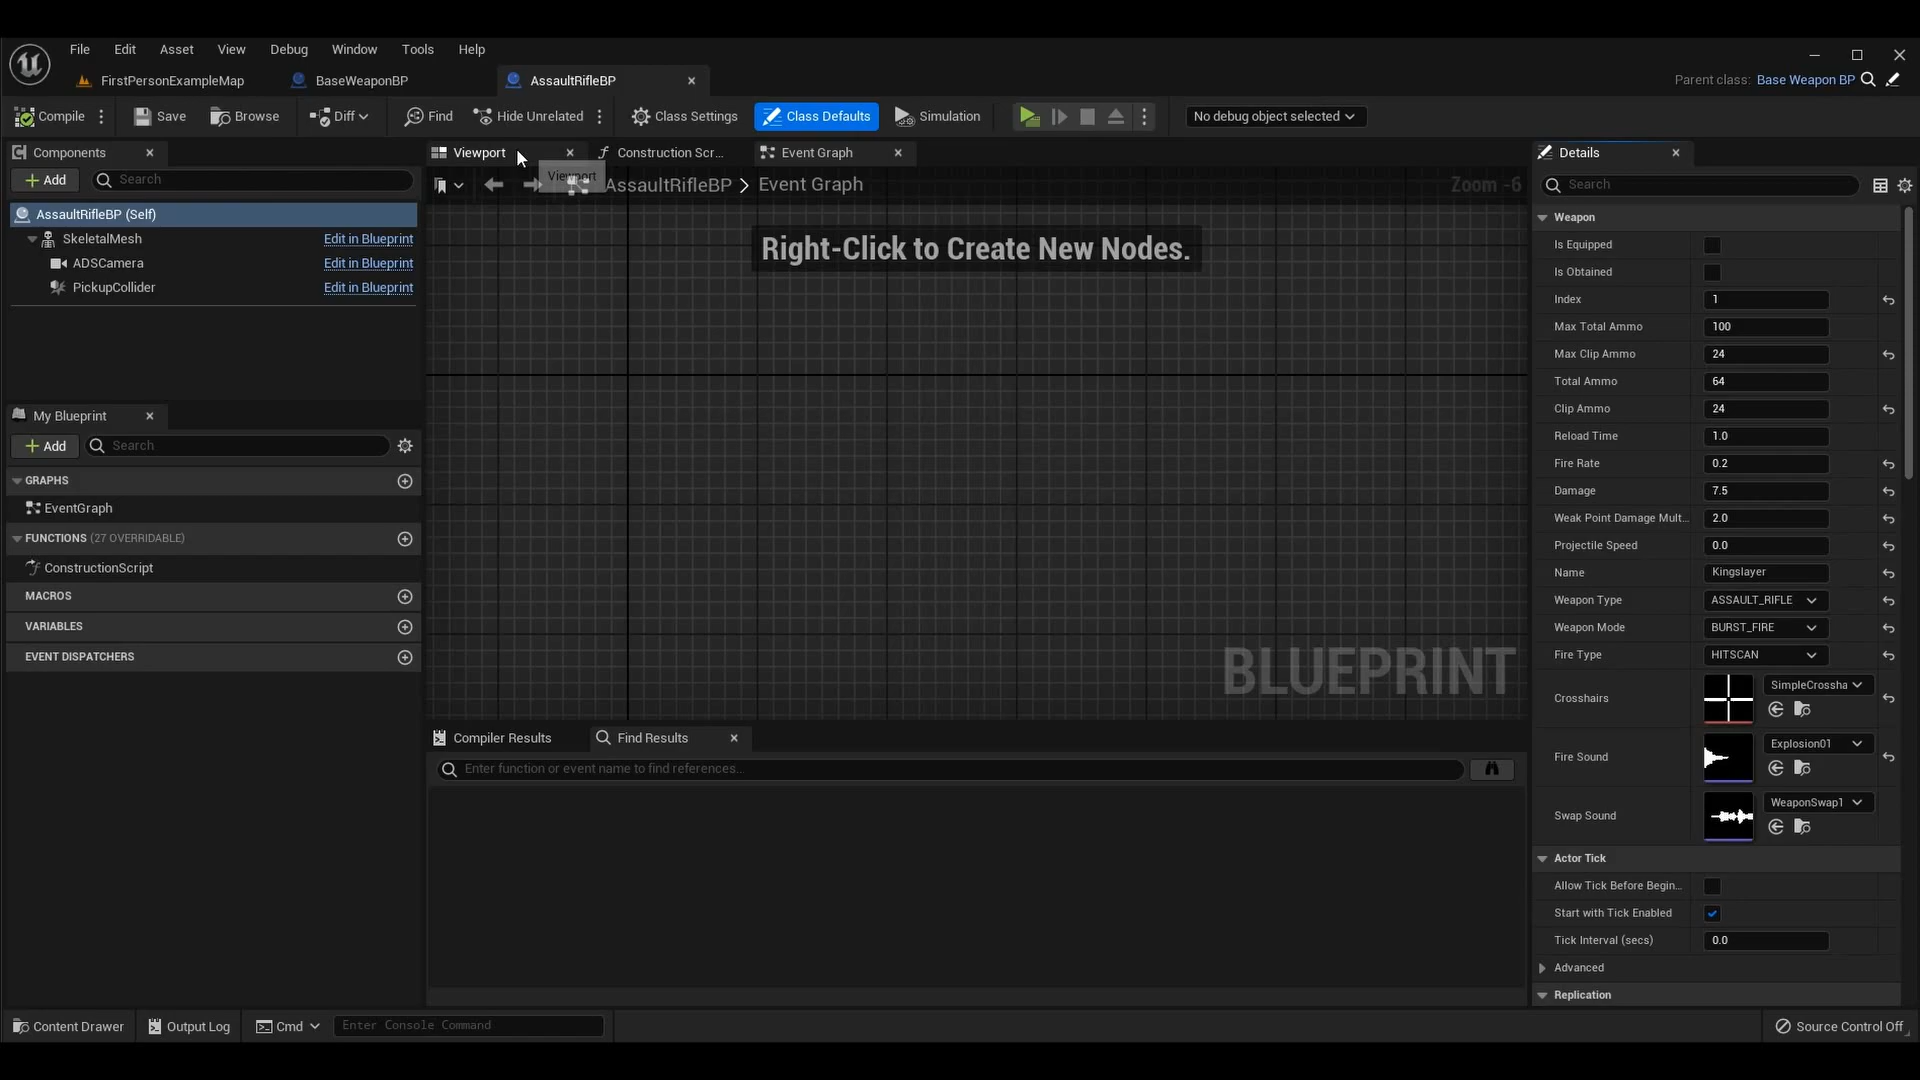 File Edit Asset View Debug Window Tools Help
FirstPersonExampleMap BaseWeaponBP AssaultRifleBP
Parent class: Base Weapon BP
Compile Save Browse Diff Find Hide Unrelated Class Settings Class Defaults Simulation No debug object selected
Components
Add Search
AssaultRifleBP (Self)
SkeletalMesh Edit in Blueprint
ADSCamera Edit in Blueprint
PickupCollider Edit in Blueprint
My Blueprint
Add Search
GRAPHS
EventGraph
FUNCTIONS (27 OVERRIDABLE)
ConstructionScript
MACROS
VARIABLES
EVENT DISPATCHERS
Viewport Construction Scr... Event Graph
Viewport
AssaultRifleBP > Event Graph
Zoom -6
Right-Click to Create New Nodes.
BLUEPRINT
Compiler Results Find Results
Enter function or event name to find references...
Details
Search
Weapon
Is Equipped
Is Obtained
Index 1
Max Total Ammo 100
Max Clip Ammo 24
Total Ammo 64
Clip Ammo 24
Reload Time 1.0
Fire Rate 0.2
Damage 7.5
Weak Point Damage Mult... 2.0
Projectile Speed 0.0
Name Kingslayer
Weapon Type ASSAULT_RIFLE
Weapon Mode BURST_FIRE
Fire Type HITSCAN
Crosshairs SimpleCrossha
Fire Sound Explosion01
Swap Sound WeaponSwap1
Actor Tick
Allow Tick Before Begin...
Start with Tick Enabled
Tick Interval (secs) 0.0
Advanced
Replication
Content Drawer Output Log Cmd Enter Console Command Source Control Off